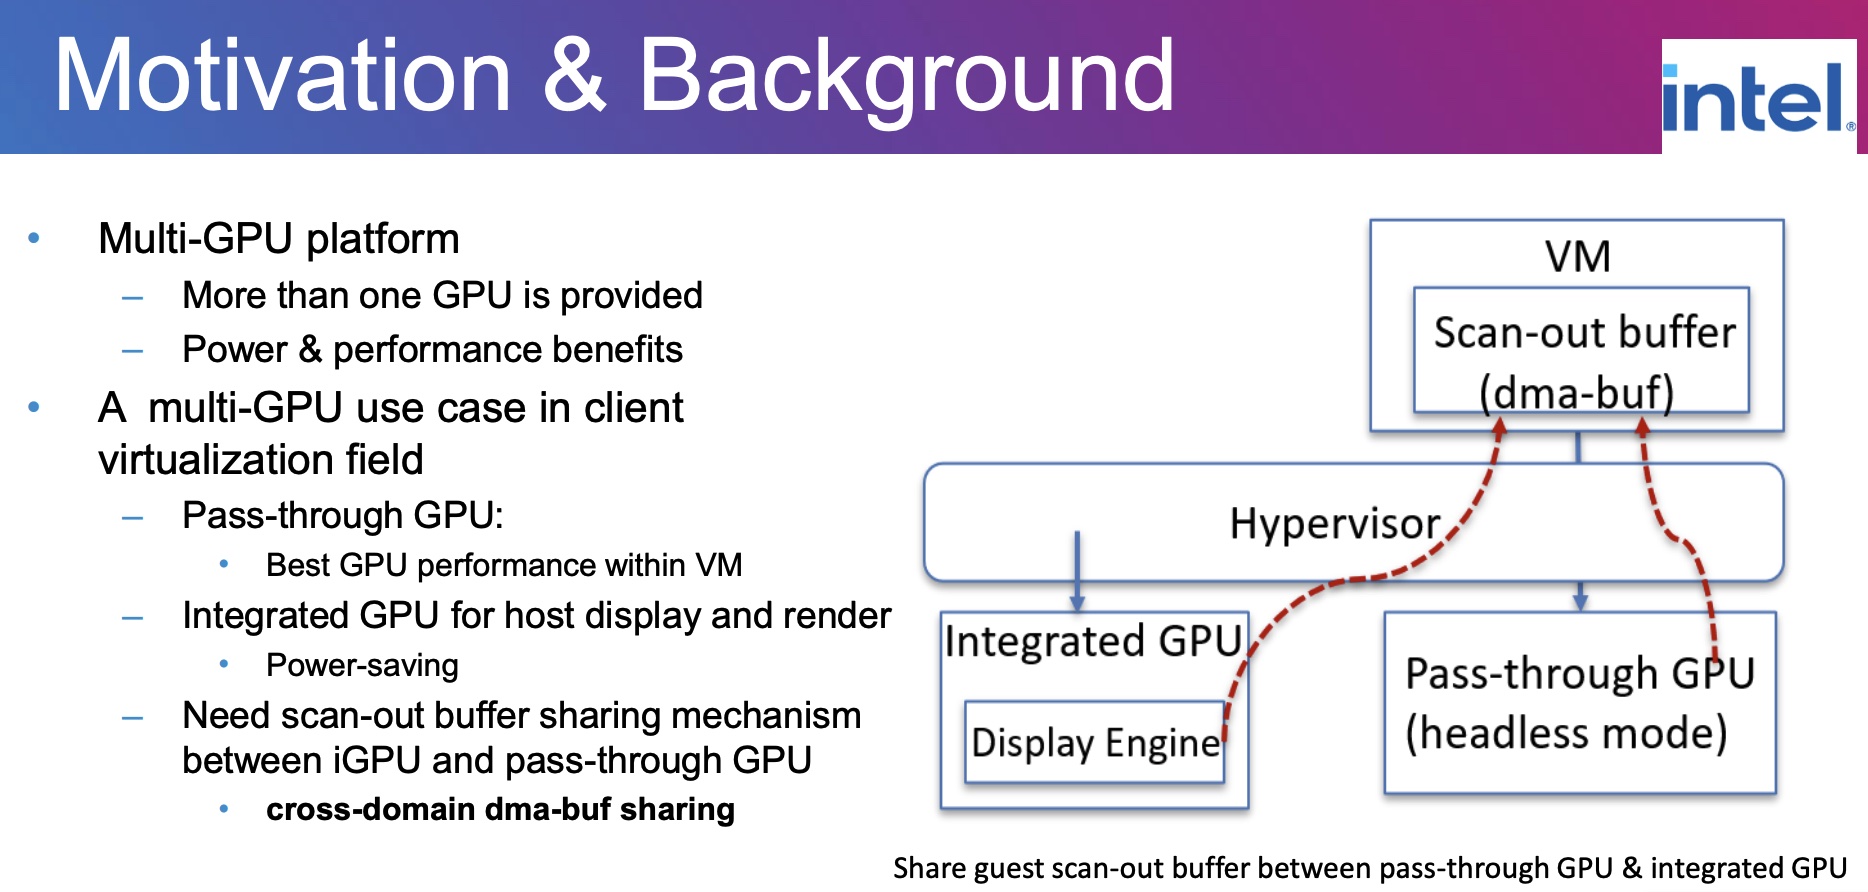 Motivation & Background
intel®
• Multi-GPU platform
– More than one GPU is provided
– Power & performance benefits
• A  multi-GPU use case in client
virtualization field
– Pass-through GPU:
• Best GPU performance within VM
– Integrated GPU for host display and render
• Power-saving
– Need scan-out buffer sharing mechanism
between iGPU and pass-through GPU
• cross-domain dma-buf sharing
VM
Scan-out buffer
(dma-buf)
Hypervisor
Integrated GPU
Display Engine
Pass-through GPU
(headless mode)
Share guest scan-out buffer between pass-through GPU & integrated GPU